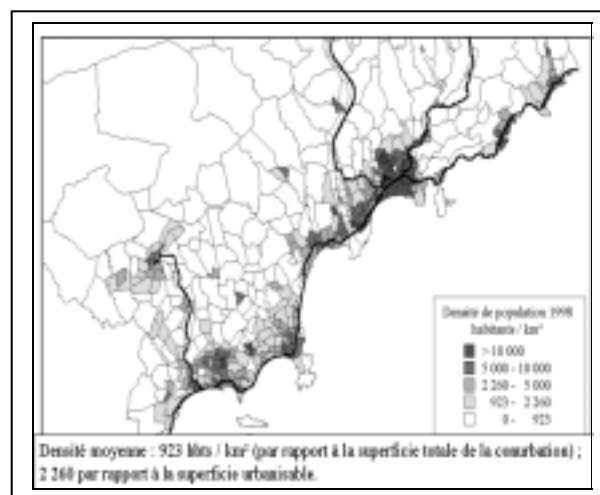 Densité de population 1998
habitants / km²
> 10 000
5 000 - 10 000
2 260 - 5 000
923 - 2 260
0 - 923
Densité moyenne : 923 hbts / km² (par rapport à la superficie totale de la conurbation) ;
2 260 par rapport à la superficie urbanisable.